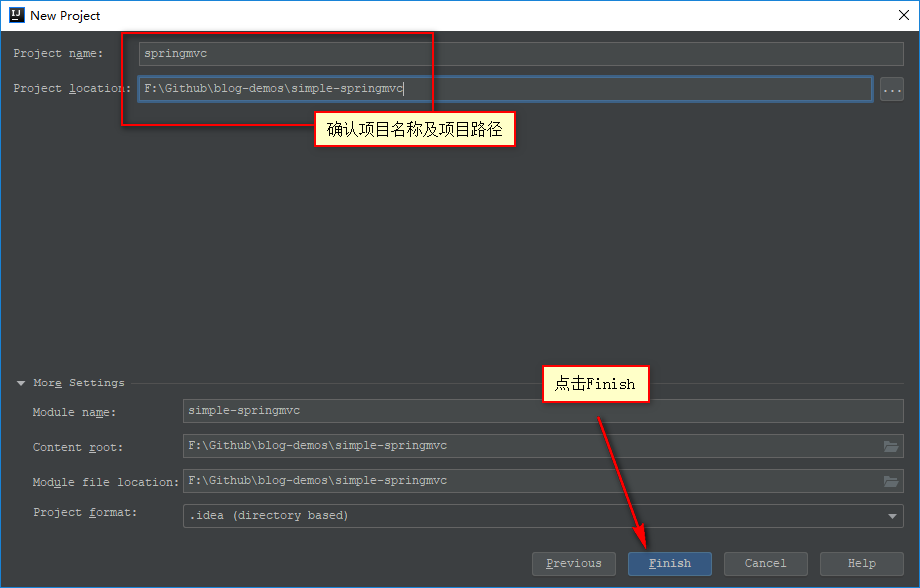 New Project
Project name: springmvc
Project location: F:\Github\blog-demos\simple-springmvc ...
确认项目名称及项目路径
More Settings
点击Finish
Module name: simple-springmvc
Content root: F:\Github\blog-demos\simple-springmvc
Module file location: F:\Github\blog-demos\simple-springmvc
Project format: .idea (directory based)
Previous Finish Cancel Help